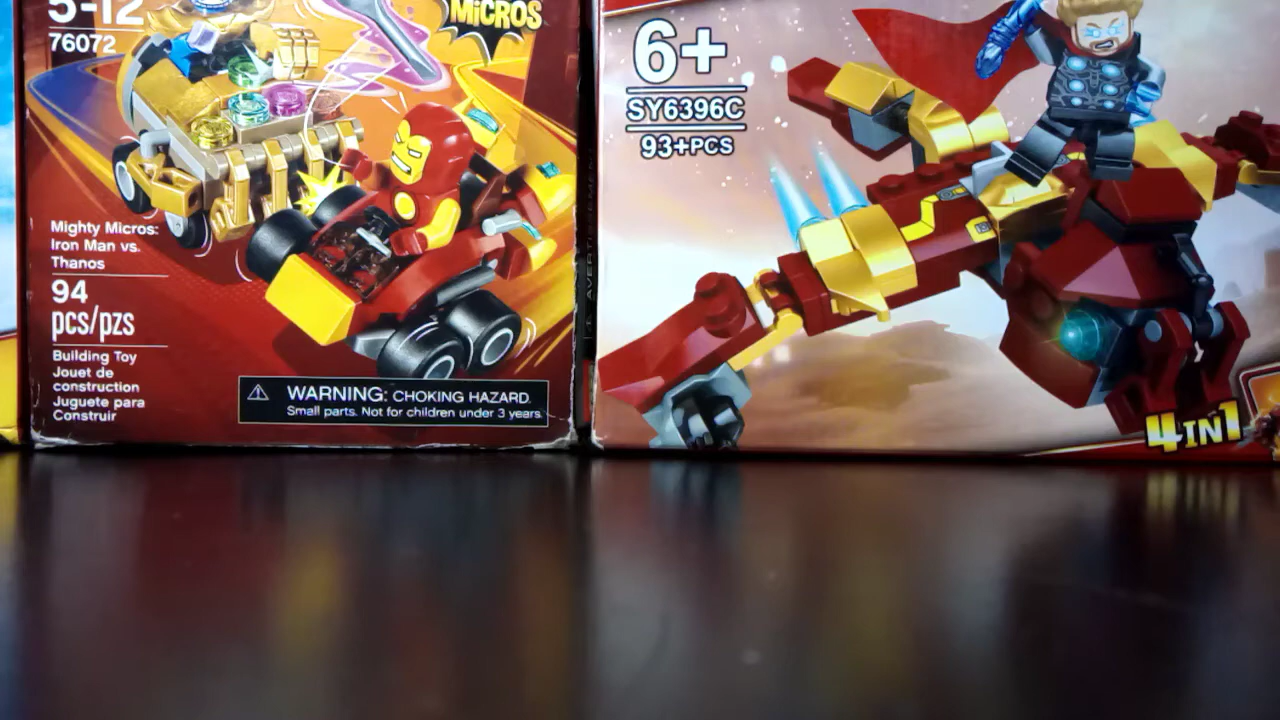 5-12
76072
MiCROS
Mighty Micros:
Iron Man vs.
Thanos
94
pcs/pzs
Building Toy
Jouet de
construction
Juguete para
Construir
WARNING: CHOKING HAZARD.
Small parts. Not for children under 3 years.
6+
SY6396C
93+PCS
4IN1